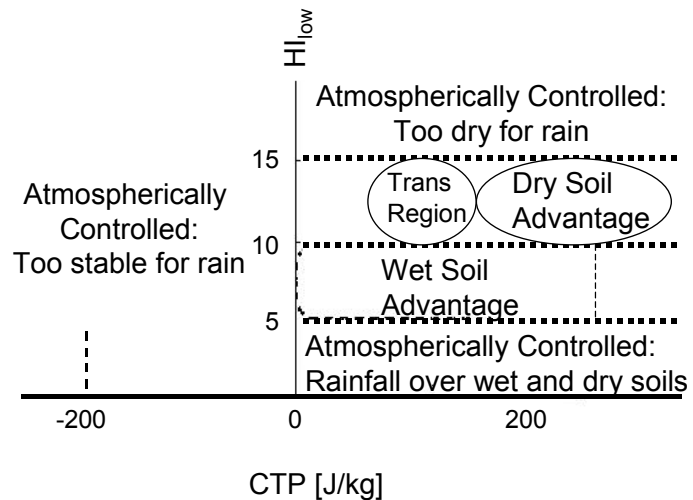 HIlow
Atmospherically Controlled:
Too dry for rain
15
Trans
Region
Dry Soil
Advantage
Atmospherically
Controlled:
Too stable for rain
10
Wet Soil
Advantage
5
Atmospherically Controlled:
Rainfall over wet and dry soils
-200
0
200
CTP [J/kg]